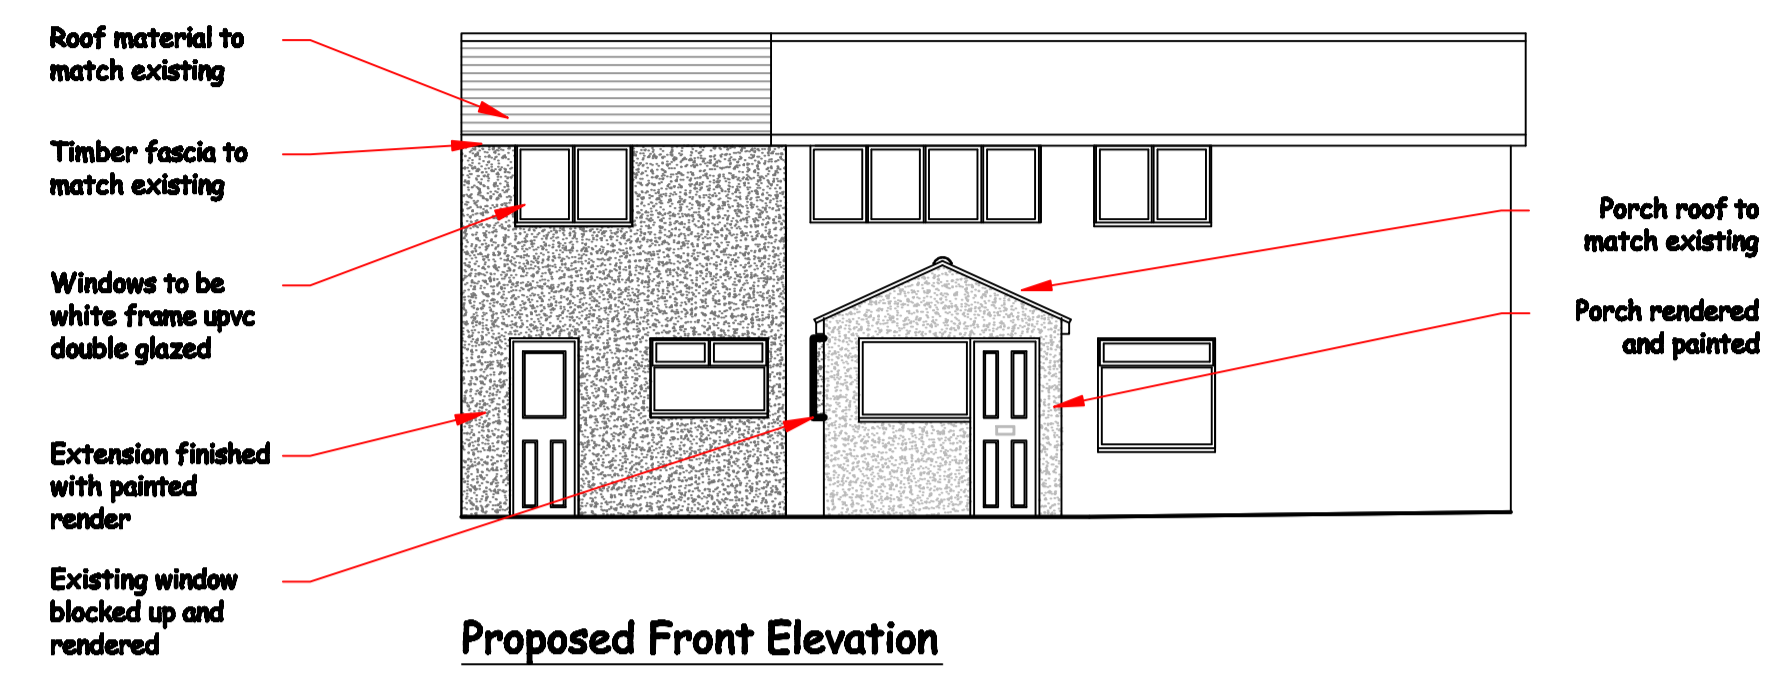 Roof material to
match existing
Timber fascia to
match existing
Windows to be
white frame upvc
double glazed
Extension finished
with painted
render
Existing window
blocked up and
rendered
Porch roof to
match existing
Porch rendered
and painted
Proposed Front Elevation